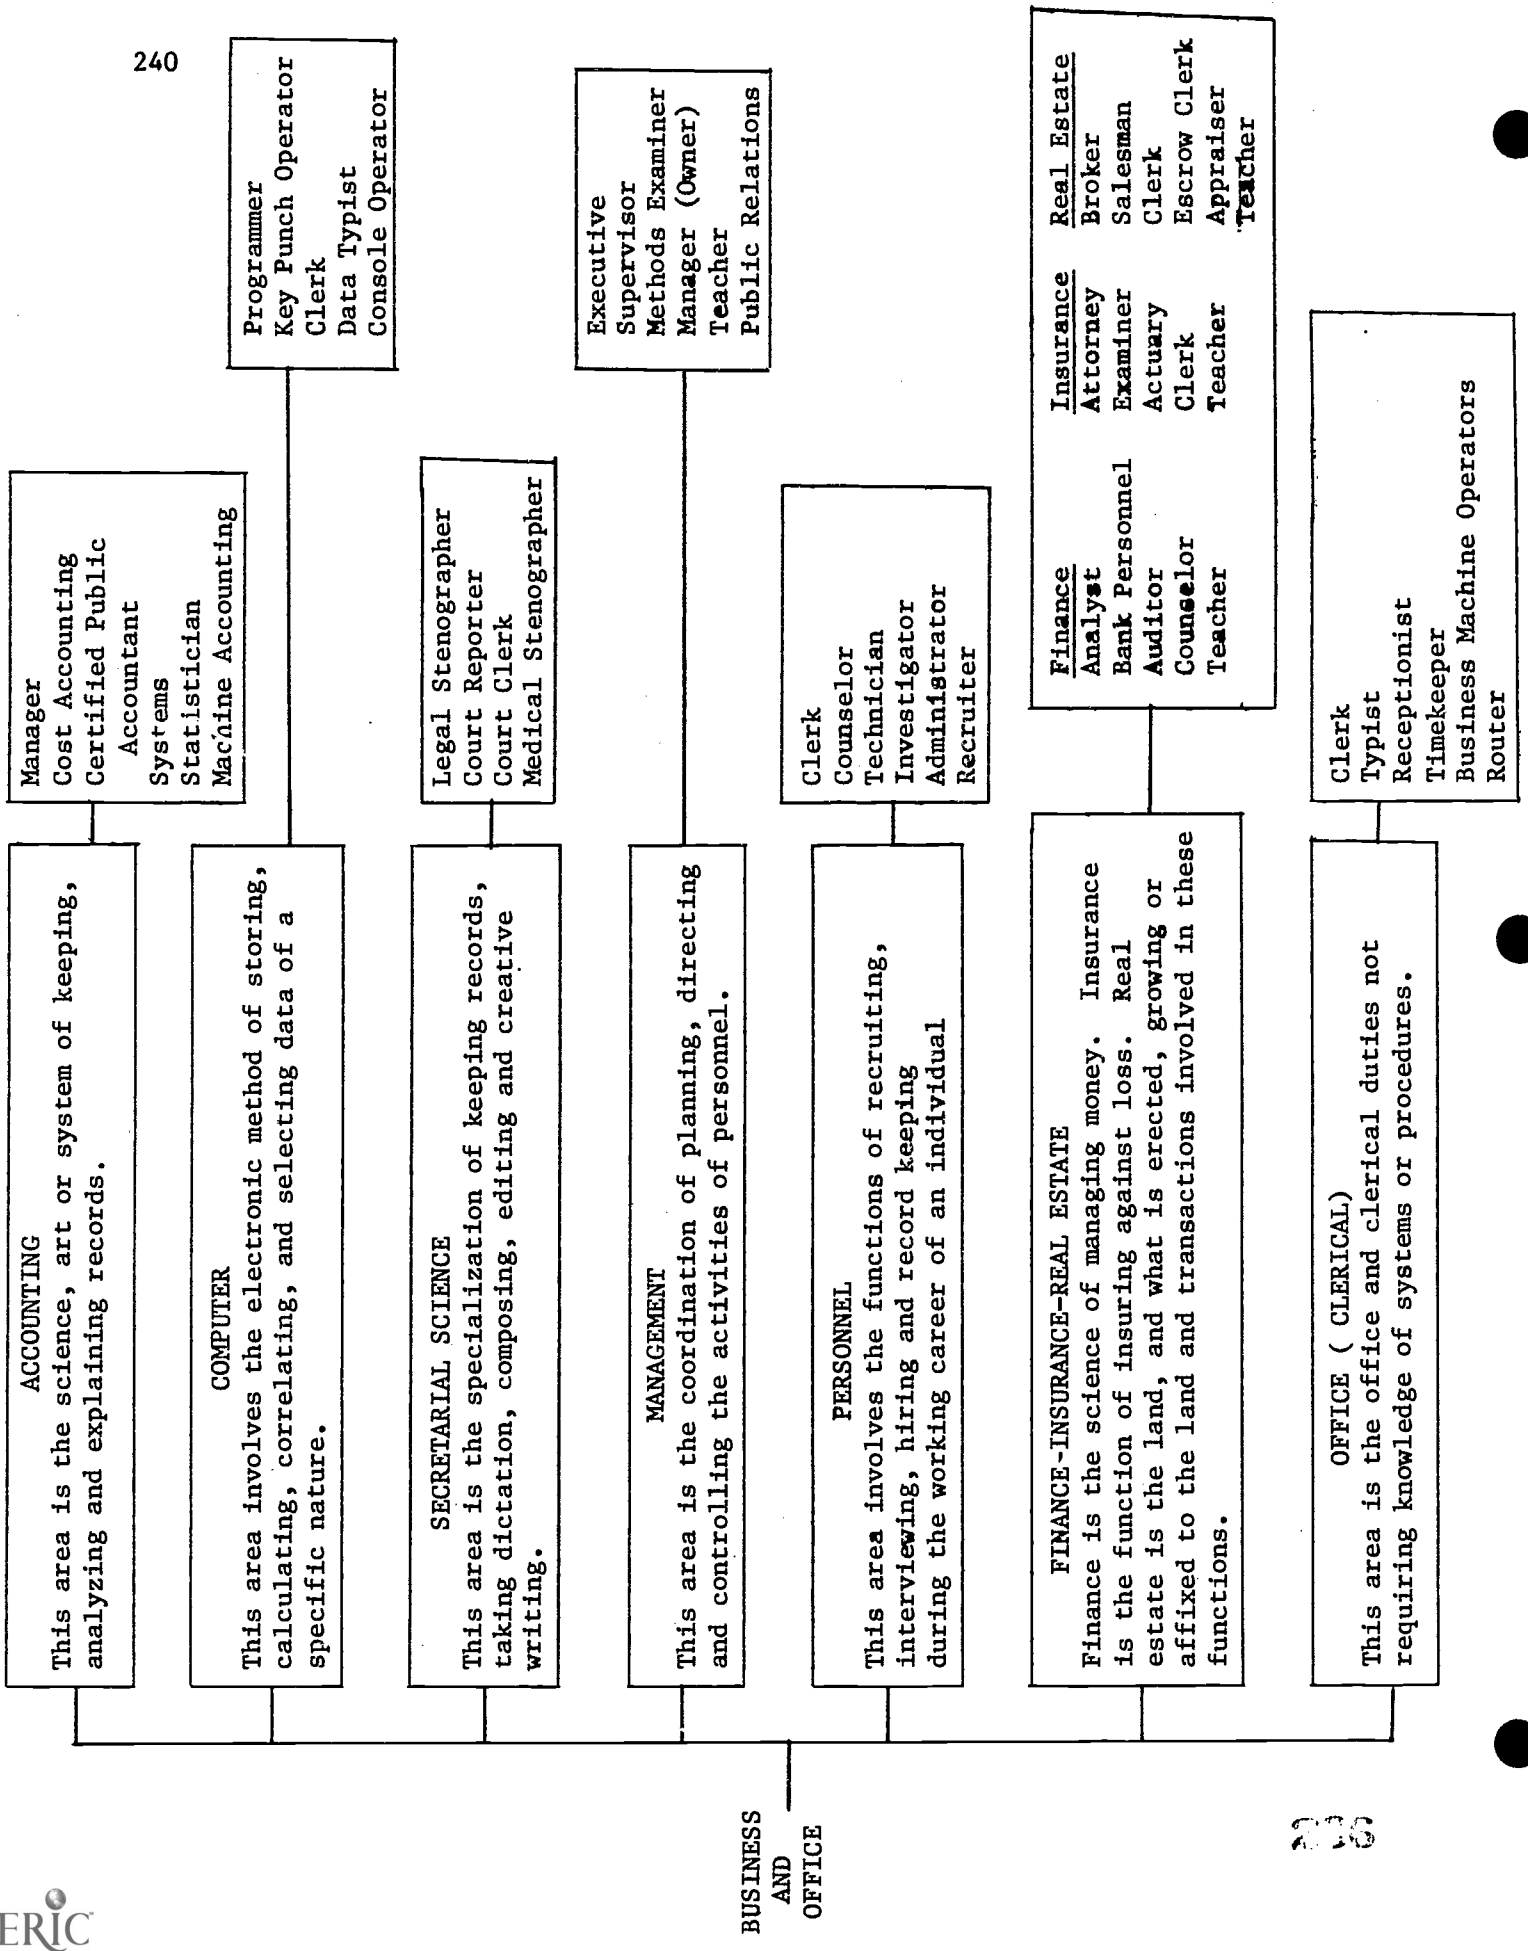 240
BUSINESS
AND
OFFICE
ACCOUNTING
This area is the science, art or system of keeping,
analyzing and explaining records.
Manager
Cost Accounting
Certified Public
Accountant
Systems
Statistician
Machine Accounting
COMPUTER
This area involves the electronic method of storing,
calculating, correlating, and selecting data of a
specific nature.
Programmer
Key Punch Operator
Clerk
Data Typist
Console Operator
SECRETARIAL SCIENCE
This area is the specialization of keeping records,
taking dictation, composing, editing and creative
writing.
Legal Stenographer
Court Reporter
Court Clerk
Medical Stenographer
MANAGEMENT
This area is the coordination of planning, directing
and controlling the activities of personnel.
Executive
Supervisor
Methods Examiner
Manager (Owner)
Teacher
Public Relations
PERSONNEL
This area involves the functions of recruiting,
interviewing, hiring and record keeping
during the working career of an individual
Clerk
Counselor
Technician
Investigator
Administrator
Recruiter
FINANCE-INSURANCE-REAL ESTATE
Finance is the science of managing money. Insurance
is the function of insuring against loss. Real
estate is the land, and what is erected, growing or
affixed to the land and transactions involved in these
functions.
Finance
Analyst
Bank Personnel
Auditor
Counselor
Teacher
Insurance
Attorney
Examiner
Actuary
Clerk
Teacher
Real Estate
Broker
Salesman
Clerk
Escrow Clerk
Appraiser
Teacher
OFFICE ( CLERICAL)
This area is the office and clerical duties not
requiring knowledge of systems or procedures.
Clerk
Typist
Receptionist
Timekeeper
Business Machine Operators
Router
236
ERIC